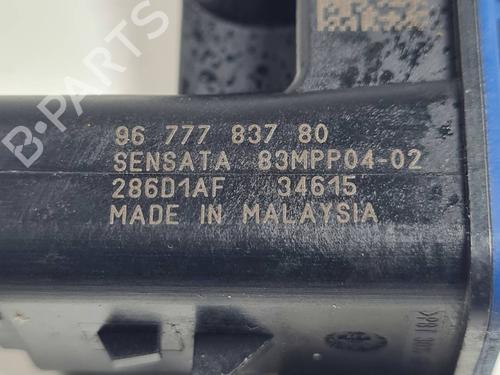 96 777 837 80
SENSATA 83MPP04-02
286D1AF 34615
MADE IN MALAYSIA
B-PARTS